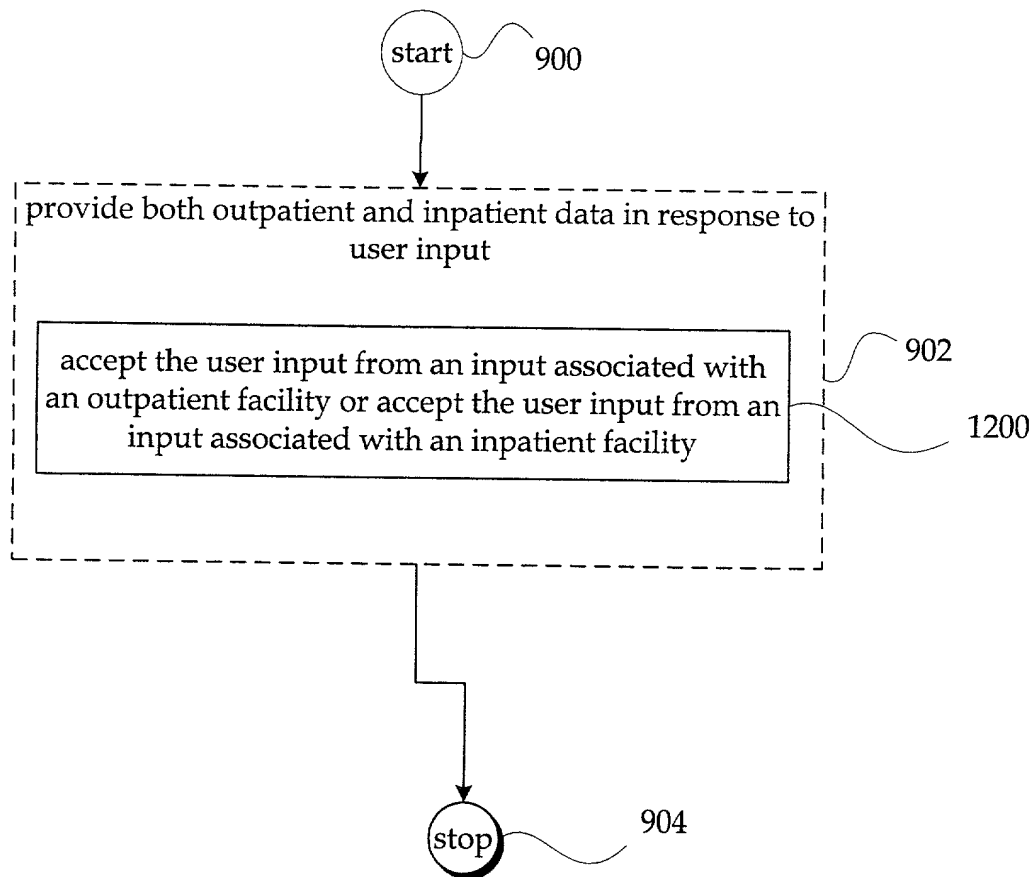 start
900
provide both outpatient and inpatient data in response to
user input
902
accept the user input from an input associated with
an outpatient facility or accept the user input from an
input associated with an inpatient facility
1200
904
stop